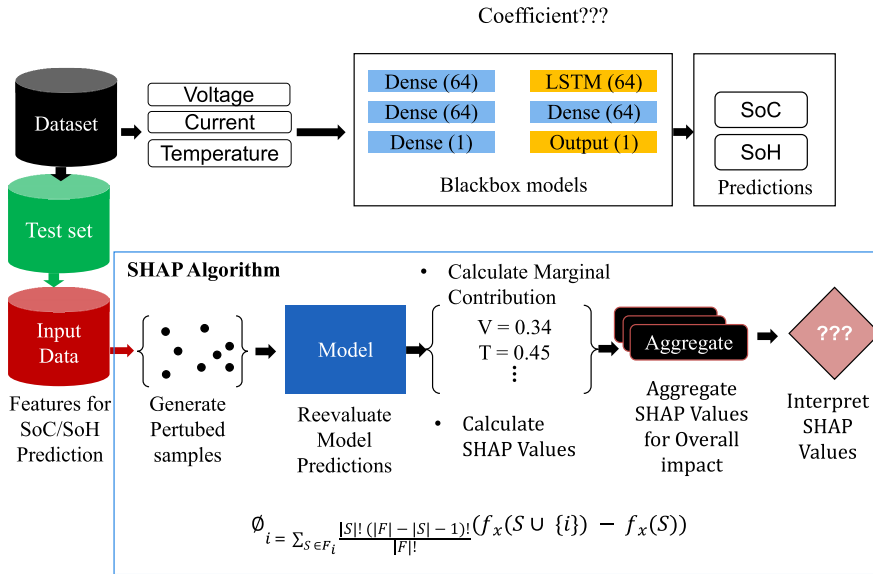 Coefficient???
Dataset
Voltage
Current
Temperature
Dense (64)
Dense (64)
Dense (1)
LSTM (64)
Dense (64)
Output (1)
Blackbox models
SoC
SoH
Predictions
Test set
SHAP Algorithm
Input
Data
Features for
SoC/SoH
Prediction
Generate
Pertubed
samples
Model
Reevaluate
Model
Predictions
• Calculate Marginal
Contribution
V = 0.34
T = 0.45
⋮
• Calculate
SHAP Values
Aggregate
Aggregate
SHAP Values
for Overall
impact
???
Interpret
SHAP
Values
∅ᵢ = ∑_{S ∈ Fᵢ} |S|! (|F| − |S| − 1)! / |F|! (fₓ(S ∪ {i}) − fₓ(S))